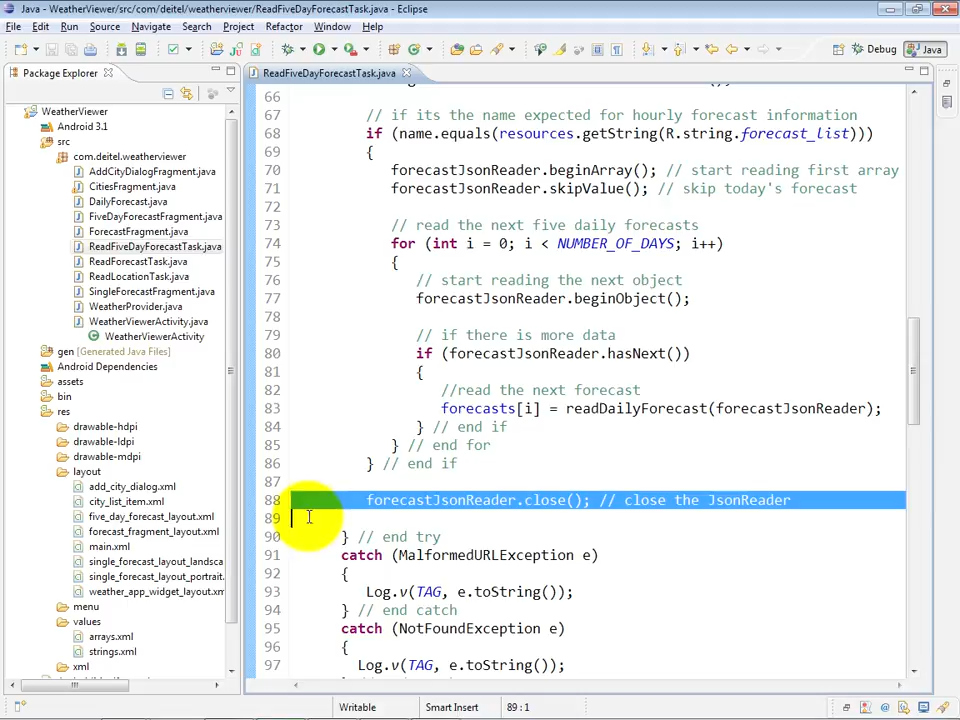 Java - WeatherViewer/src/com/deitel/weatherviewer/ReadFiveDayForecastTask.java - Eclipse
File Edit Run Source Navigate Search Project Refactor Window Help
Debug Java
Package Explorer
WeatherViewer
Android 3.1
src
com.deitel.weatherviewer
AddCityDialogFragment.java
CitiesFragment.java
DailyForecast.java
FiveDayForecastFragment.java
ForecastFragment.java
ReadFiveDayForecastTask.java
ReadForecastTask.java
ReadLocationTask.java
SingleForecastFragment.java
WeatherProvider.java
WeatherViewerActivity.java
WeatherViewerActivity
gen [Generated Java Files]
Android Dependencies
assets
bin
res
drawable-hdpi
drawable-ldpi
drawable-mdpi
layout
add_city_dialog.xml
city_list_item.xml
five_day_forecast_layout.xml
forecast_fragment_layout.xml
main.xml
single_forecast_layout_landsca
single_forecast_layout_portrait.
weather_app_widget_layout.xm
menu
values
arrays.xml
strings.xml
xml
ReadFiveDayForecastTask.java
66
67 // if its the name expected for hourly forecast information
68 if (name.equals(resources.getString(R.string.forecast_list)))
69 {
70 forecastJsonReader.beginArray(); // start reading first array
71 forecastJsonReader.skipValue(); // skip today's forecast
72
73 // read the next five daily forecasts
74 for (int i = 0; i < NUMBER_OF_DAYS; i++)
75 {
76 // start reading the next object
77 forecastJsonReader.beginObject();
78
79 // if there is more data
80 if (forecastJsonReader.hasNext())
81 {
82 //read the next forecast
83 forecasts[i] = readDailyForecast(forecastJsonReader);
84 } // end if
85 } // end for
86 } // end if
87
88 forecastJsonReader.close(); // close the JsonReader
89
90 } // end try
91 catch (MalformedURLException e)
92 {
93 Log.v(TAG, e.toString());
94 } // end catch
95 catch (NotFoundException e)
96 {
97 Log.v(TAG, e.toString());
Writable Smart Insert 89 : 1